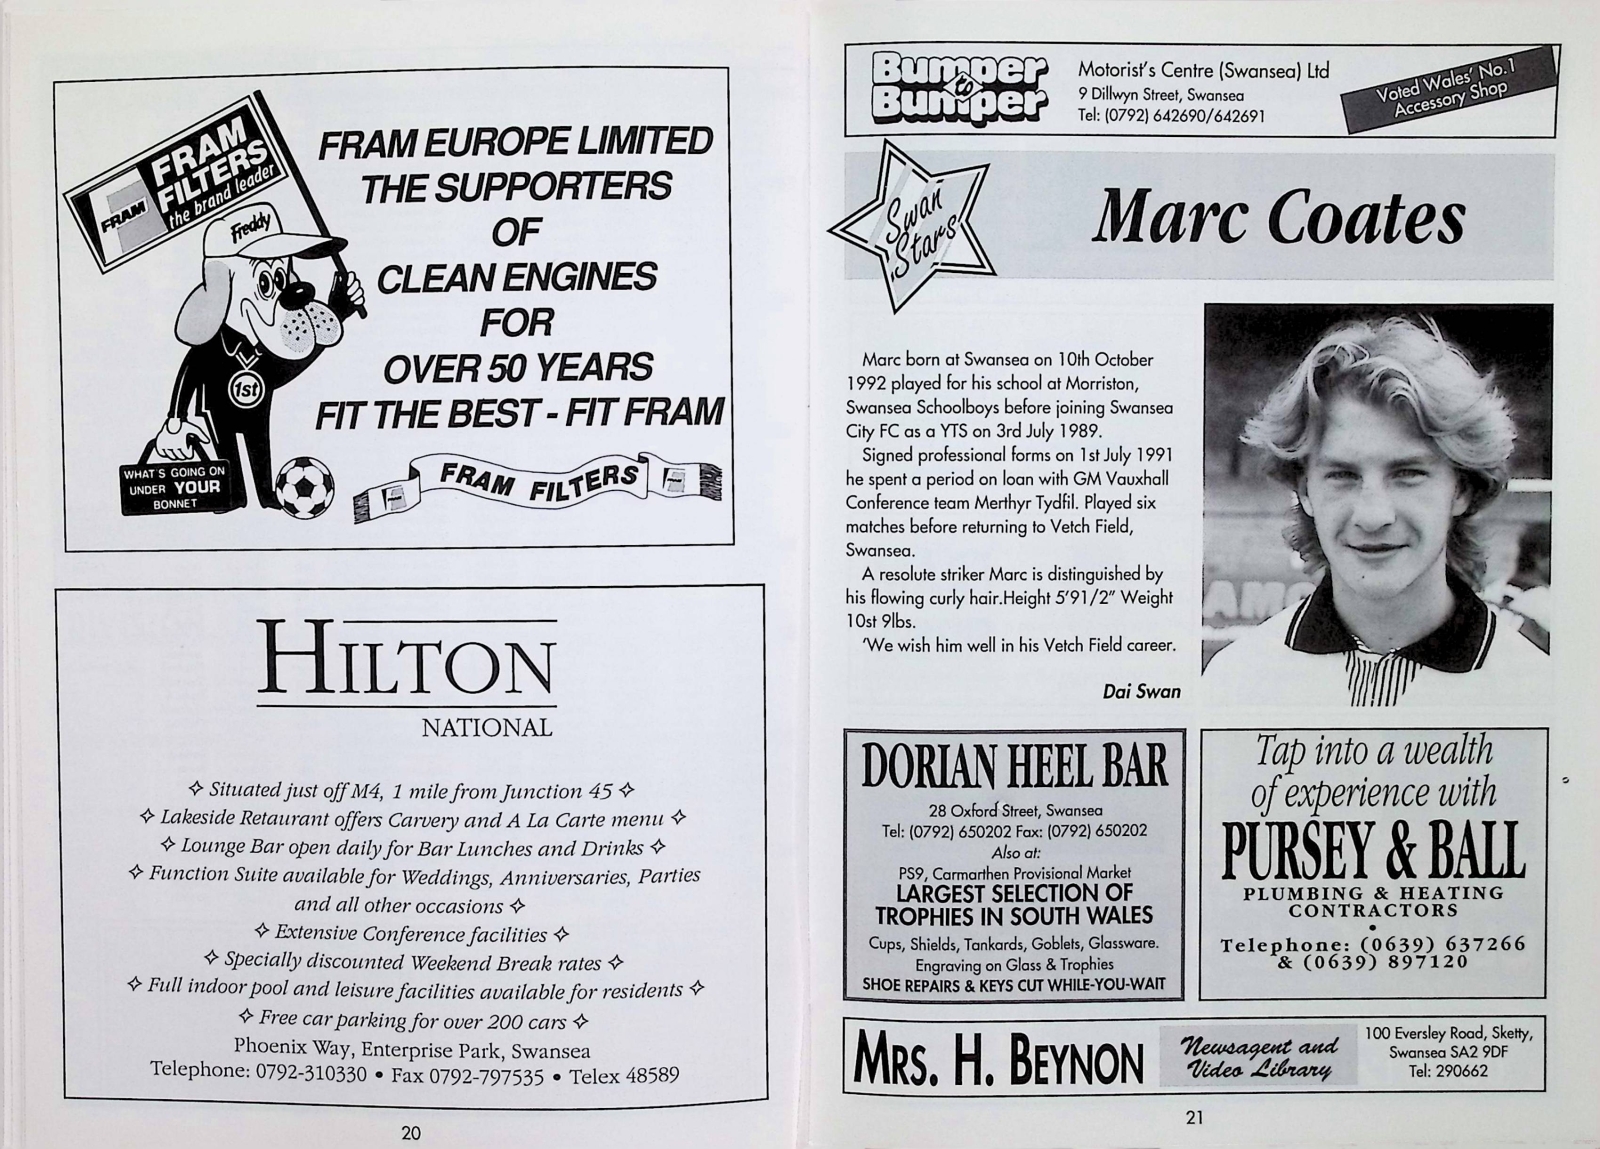 FRAM
FRAM
FILTERS
the brand leader
Freddy
1st
WHAT'S GOING ON
UNDER YOUR
BONNET
FRAM EUROPE LIMITED
THE SUPPORTERS
OF
CLEAN ENGINES
FOR
OVER 50 YEARS
FIT THE BEST - FIT FRAM
FRAM FILTERS
HILTON
NATIONAL
✧ Situated just off M4, 1 mile from Junction 45 ✧
✧ Lakeside Retaurant offers Carvery and A La Carte menu ✧
✧ Lounge Bar open daily for Bar Lunches and Drinks ✧
✧ Function Suite available for Weddings, Anniversaries, Parties
and all other occasions ✧
✧ Extensive Conference facilities ✧
✧ Specially discounted Weekend Break rates ✧
✧ Full indoor pool and leisure facilities available for residents ✧
✧ Free car parking for over 200 cars ✧
Phoenix Way, Enterprise Park, Swansea
Telephone: 0792-310330 • Fax 0792-797535 • Telex 48589
20
Bumper
to
Bumper
Motorist's Centre (Swansea) Ltd
9 Dillwyn Street, Swansea
Tel: (0792) 642690/642691
Voted Wales' No.1
Accessory Shop
Swan
Stars
Marc Coates
Marc born at Swansea on 10th October
1992 played for his school at Morriston,
Swansea Schoolboys before joining Swansea
City FC as a YTS on 3rd July 1989.
Signed professional forms on 1st July 1991
he spent a period on loan with GM Vauxhall
Conference team Merthyr Tydfil. Played six
matches before returning to Vetch Field,
Swansea.
A resolute striker Marc is distinguished by
his flowing curly hair.Height 5'91/2" Weight
10st 9lbs.
'We wish him well in his Vetch Field career.
Dai Swan
DORIAN HEEL BAR
28 Oxford Street, Swansea
Tel: (0792) 650202 Fax: (0792) 650202
Also at:
PS9, Carmarthen Provisional Market
LARGEST SELECTION OF
TROPHIES IN SOUTH WALES
Cups, Shields, Tankards, Goblets, Glassware.
Engraving on Glass & Trophies
SHOE REPAIRS & KEYS CUT WHILE-YOU-WAIT
Tap into a wealth
of experience with
PURSEY & BALL
PLUMBING & HEATING
CONTRACTORS
•
Telephone: (0639) 637266
& (0639) 897120
MRS. H. BEYNON
Newsagent and
Video Library
100 Eversley Road, Sketty,
Swansea SA2 9DF
Tel: 290662
21